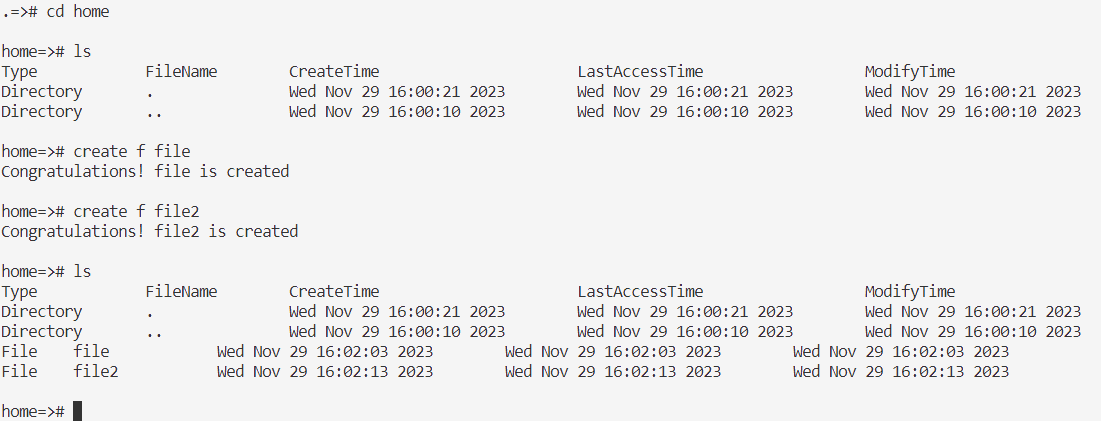 .=># cd home
home=># ls
Type FileName CreateTime LastAccessTime ModifyTime
Directory . Wed Nov 29 16:00:21 2023 Wed Nov 29 16:00:21 2023 Wed Nov 29 16:00:21 2023
Directory .. Wed Nov 29 16:00:10 2023 Wed Nov 29 16:00:10 2023 Wed Nov 29 16:00:10 2023
home=># create f file
Congratulations! file is created
home=># create f file2
Congratulations! file2 is created
home=># ls
Type FileName CreateTime LastAccessTime ModifyTime
Directory . Wed Nov 29 16:00:21 2023 Wed Nov 29 16:00:21 2023 Wed Nov 29 16:00:21 2023
Directory .. Wed Nov 29 16:00:10 2023 Wed Nov 29 16:00:10 2023 Wed Nov 29 16:00:10 2023
File file Wed Nov 29 16:02:03 2023 Wed Nov 29 16:02:03 2023 Wed Nov 29 16:02:03 2023
File file2 Wed Nov 29 16:02:13 2023 Wed Nov 29 16:02:13 2023 Wed Nov 29 16:02:13 2023
home=>#